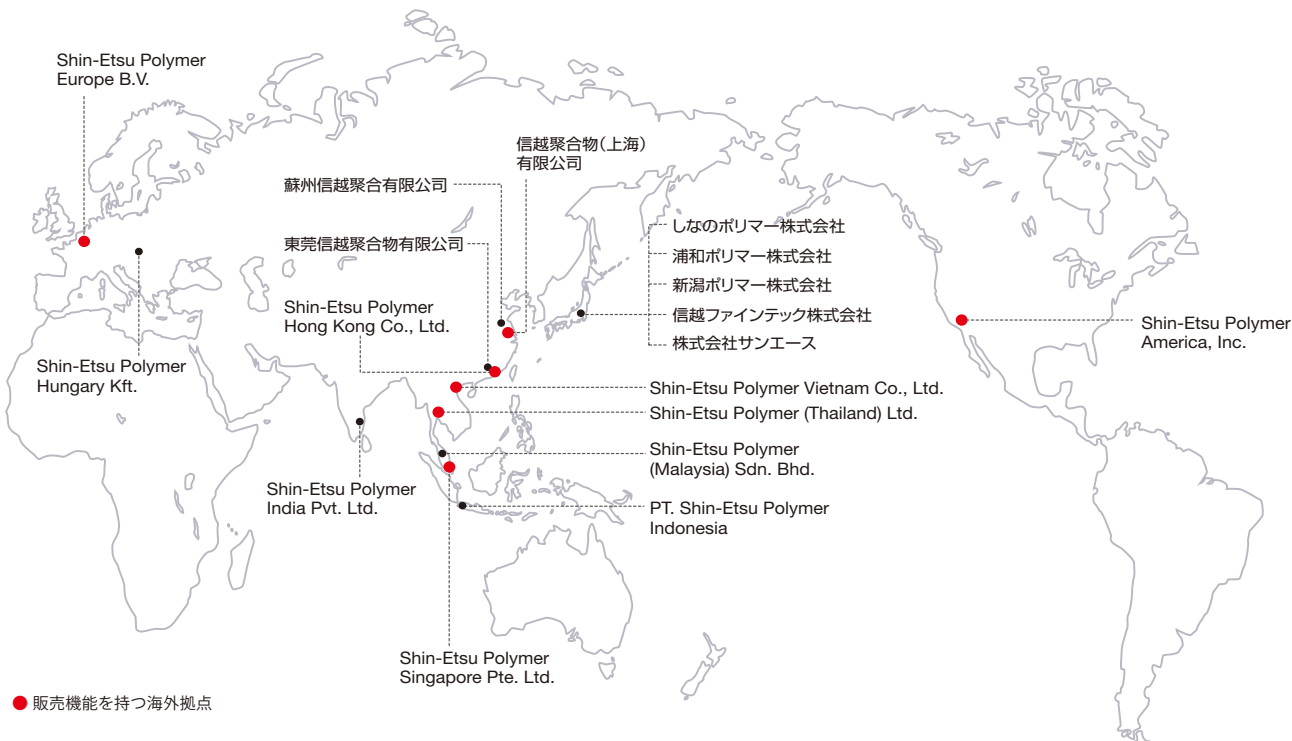 Shin-Etsu Polymer
Europe B.V.
信越聚合物(上海)
有限公司
蘇州信越聚合有限公司
東莞信越聚合物有限公司
しなのポリマー株式会社
浦和ポリマー株式会社
新潟ポリマー株式会社
信越ファインテック株式会社
株式会社サンエース
Shin-Etsu Polymer
Hong Kong Co., Ltd.
Shin-Etsu Polymer
America, Inc.
Shin-Etsu Polymer
Hungary Kft.
Shin-Etsu Polymer Vietnam Co., Ltd.
Shin-Etsu Polymer (Thailand) Ltd.
Shin-Etsu Polymer
(Malaysia) Sdn. Bhd.
Shin-Etsu Polymer
India Pvt. Ltd.
PT. Shin-Etsu Polymer
Indonesia
Shin-Etsu Polymer
Singapore Pte. Ltd.
販売機能を持つ海外拠点